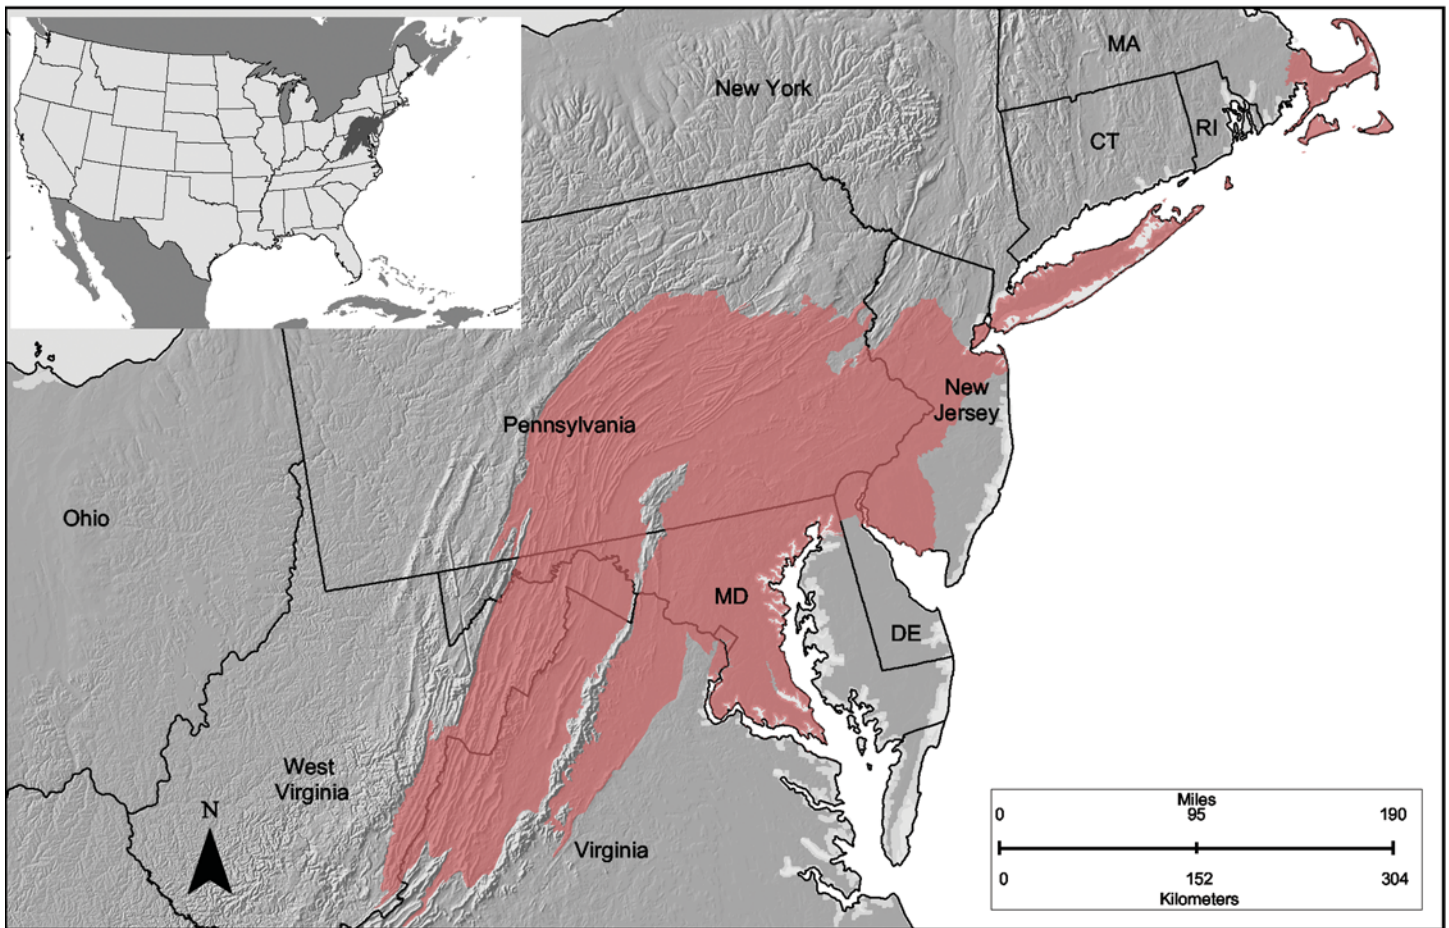 MA
New York
RI
CT
New
Jersey
Pennsylvania
Ohio
MD
DE
West
Virginia
N
Virginia
Miles
0 95 190
0 152 304
Kilometers